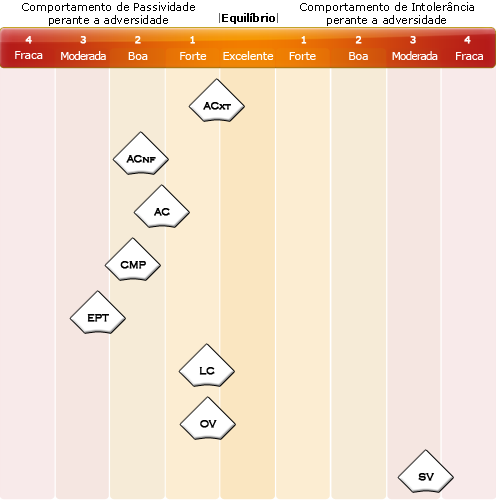 Comportamento de Passividade
perante a adversidade
|Equilíbrio|
Comportamento de Intolerância
perante a adversidade
4 3 2 1 1 2 3 4
Fraca Moderada Boa Forte Excelente Forte Boa Moderada Fraca
ACXT
ACNF
AC
CMP
EPT
LC
OV
SV